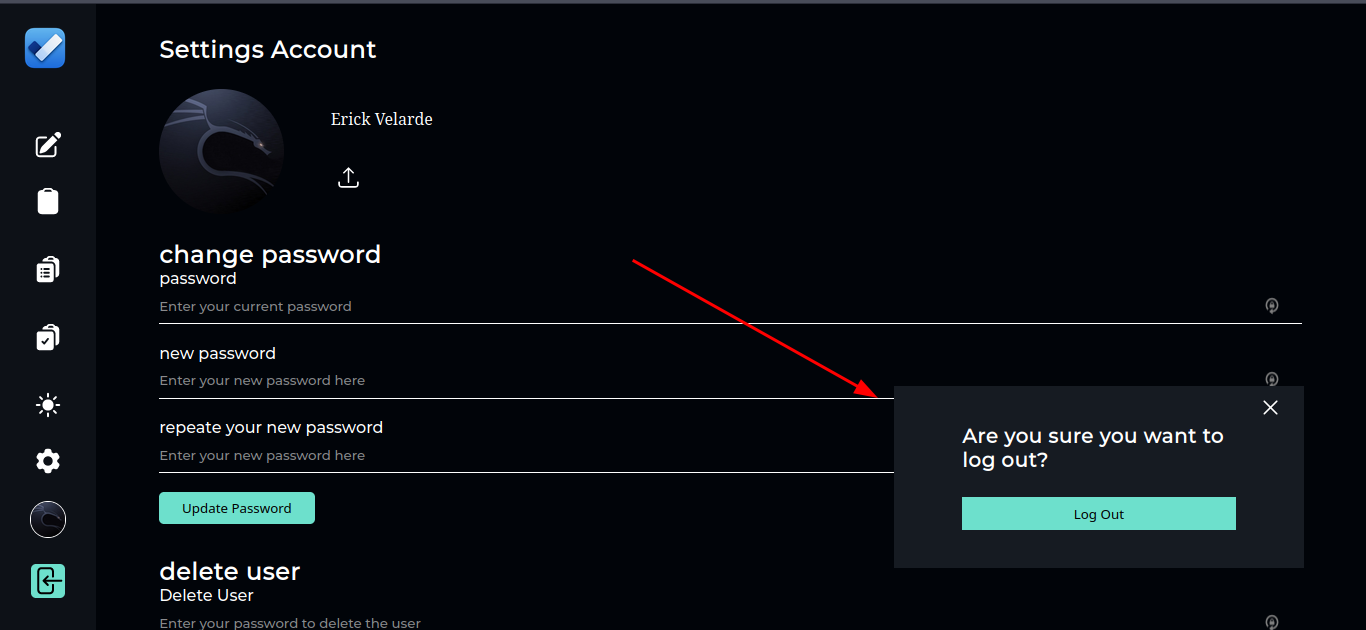 Settings Account
Erick Velarde
change password
password
Enter your current password
new password
Enter your new password here
repeate your new password
Enter your new password here
Update Password
Are you sure you want to
log out?
Log Out
delete user
Delete User
Enter your password to delete the user